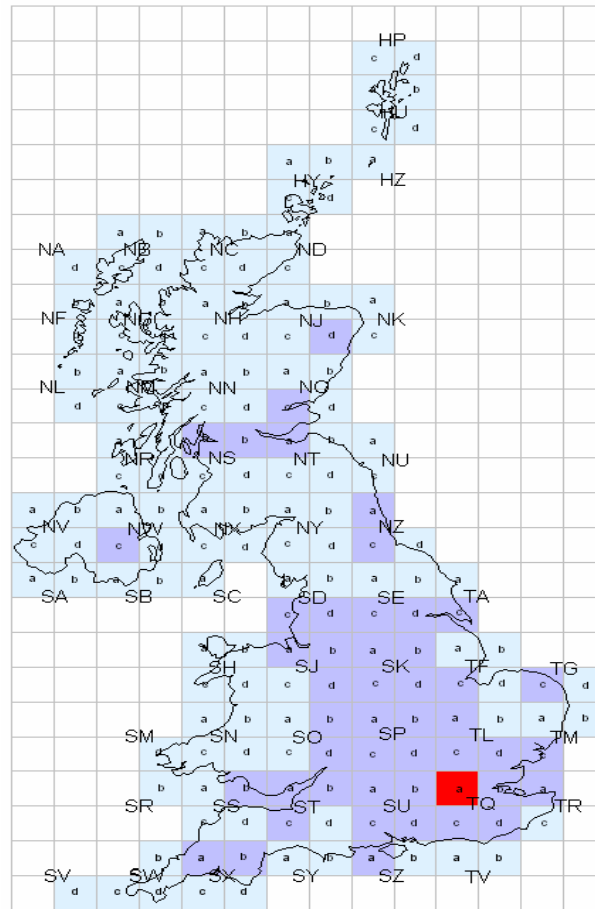 HP
c d
b
HU
c d
a b a
HY HZ
c d
a b a b a
NA NB NC ND
d c d c d c
a b a b a b a
NF NG NH NJ NK
d c d c d c
b a b a b a b
NL NM NN NO
d c d c d c d
a b a b a b a
NR NS NT NU
c d c d c d c
a b a b a b a b a
NV NW NX NY NZ
c d c d c d c d c d
a b a b a b a b a
SA SB SC SD SE TA
c d c d c
a b a b a b a b
SH SJ SK TF TG
c d c d c d c d c d
a b a b a b a b a b
SM SN SO SP TL TM
c d c d c d c d c
b a b a b a b a b a
SR SS ST SU TQ TR
c d c d c d c d c
b a b a b a b a b
SV SW SX SY SZ TV
d c d c d